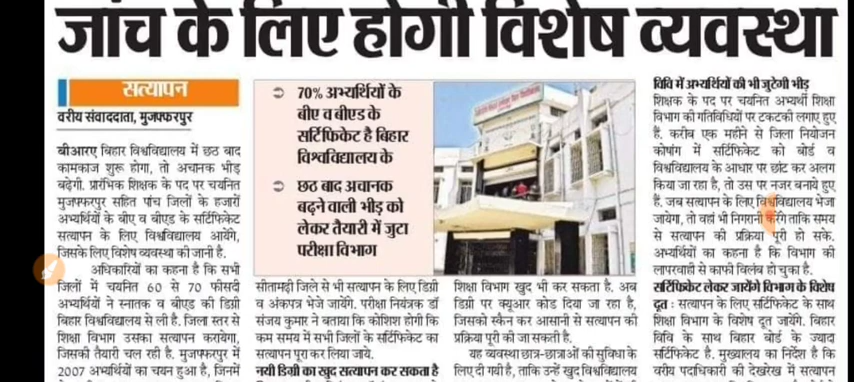 जांच के लिए होगी विशेष व्यवस्था
सत्यापन
वरीय संवाददाता, मुजफ्फरपुर
बीआरए बिहार विश्वविद्यालय में छठ बाद
कामकाज शुरू होगा, तो अचानक भीड़
बढ़ेगी. प्रारंभिक शिक्षक के पद पर चयनित
मुजफ्फरपुर सहित पांच जिलों के हजारों
अभ्यर्थियों के बीए व बीएड के सर्टिफिकेट
सत्यापन के लिए विश्वविद्यालय आयेंगे,
जिसके लिए विशेष व्यवस्था की जानी है.
अधिकारियों का कहना है कि सभी
जिलों में चयनित 60 से 70 फीसदी
अभ्यर्थियों ने स्नातक व बीएड की डिग्री
बिहार विश्वविद्यालय से ली है. जिला स्तर से
शिक्षा विभाग उसका सत्यापन करायेगा,
जिसकी तैयारी चल रही है. मुजफ्फरपुर में
2007 अभ्यर्थियों का चयन हुआ है, जिनमें
70% अभ्यर्थियों के
बीए व बीएड के
सर्टिफिकेट है बिहार
विश्वविद्यालय के
छठ बाद अचानक
बढ़ने वाली भीड़ को
लेकर तैयारी में जुटा
परीक्षा विभाग
सीतामढ़ी जिले से भी सत्यापन के लिए डिग्री
व अंकपत्र भेजे जायेंगे. परीक्षा नियंत्रक डॉ
संजय कुमार ने बताया कि कोशिश होगी कि
कम समय में सभी जिलों के सर्टिफिकेट का
सत्यापन पूरा कर लिया जाये.
नयी डिग्री का खुद सत्यापन कर सकता है
शिक्षा विभाग खुद भी कर सकता है. अब
डिग्री पर क्यूआर कोड दिया जा रहा है,
जिसको स्कैन कर आसानी से सत्यापन की
प्रक्रिया पूरी की जा सकती है.
यह व्यवस्था छात्र-छात्राओं की सुविधा के
लिए दी गयी है, ताकि उन्हें खुद विश्वविद्यालय
विवि में अभ्यर्थियों की भी जुटेगी भीड़
शिक्षक के पद पर चयनित अभ्यर्थी शिक्षा
विभाग की गतिविधियों पर टकटकी लगाए हुए
हैं. करीब एक महीने से जिला नियोजन
कोषांग में सर्टिफिकेट को बोर्ड व
विश्वविद्यालय के आधार पर छांट कर अलग
किया जा रहा है, तो उस पर नजर बनाये हुए
हैं. जब सत्यापन के लिए विश्वविद्यालय भेजा
जायेगा, तो वहां भी निगरानी करेंगे ताकि समय
से सत्यापन की प्रक्रिया पूरी हो सके.
अभ्यर्थियों का कहना है कि विभाग की
लापरवाही से काफी विलंब हो चुका है.
सर्टिफिकेट लेकर जायेंगे विभाग के विशेष
दूत : सत्यापन के लिए सर्टिफिकेट के साथ
शिक्षा विभाग के विशेष दूत जायेंगे. बिहार
विवि के साथ बिहार बोर्ड के ज्यादा
सर्टिफिकेट है. मुख्यालय का निर्देश है कि
वरीय पदाधिकारी की देखरेख में सत्यापन